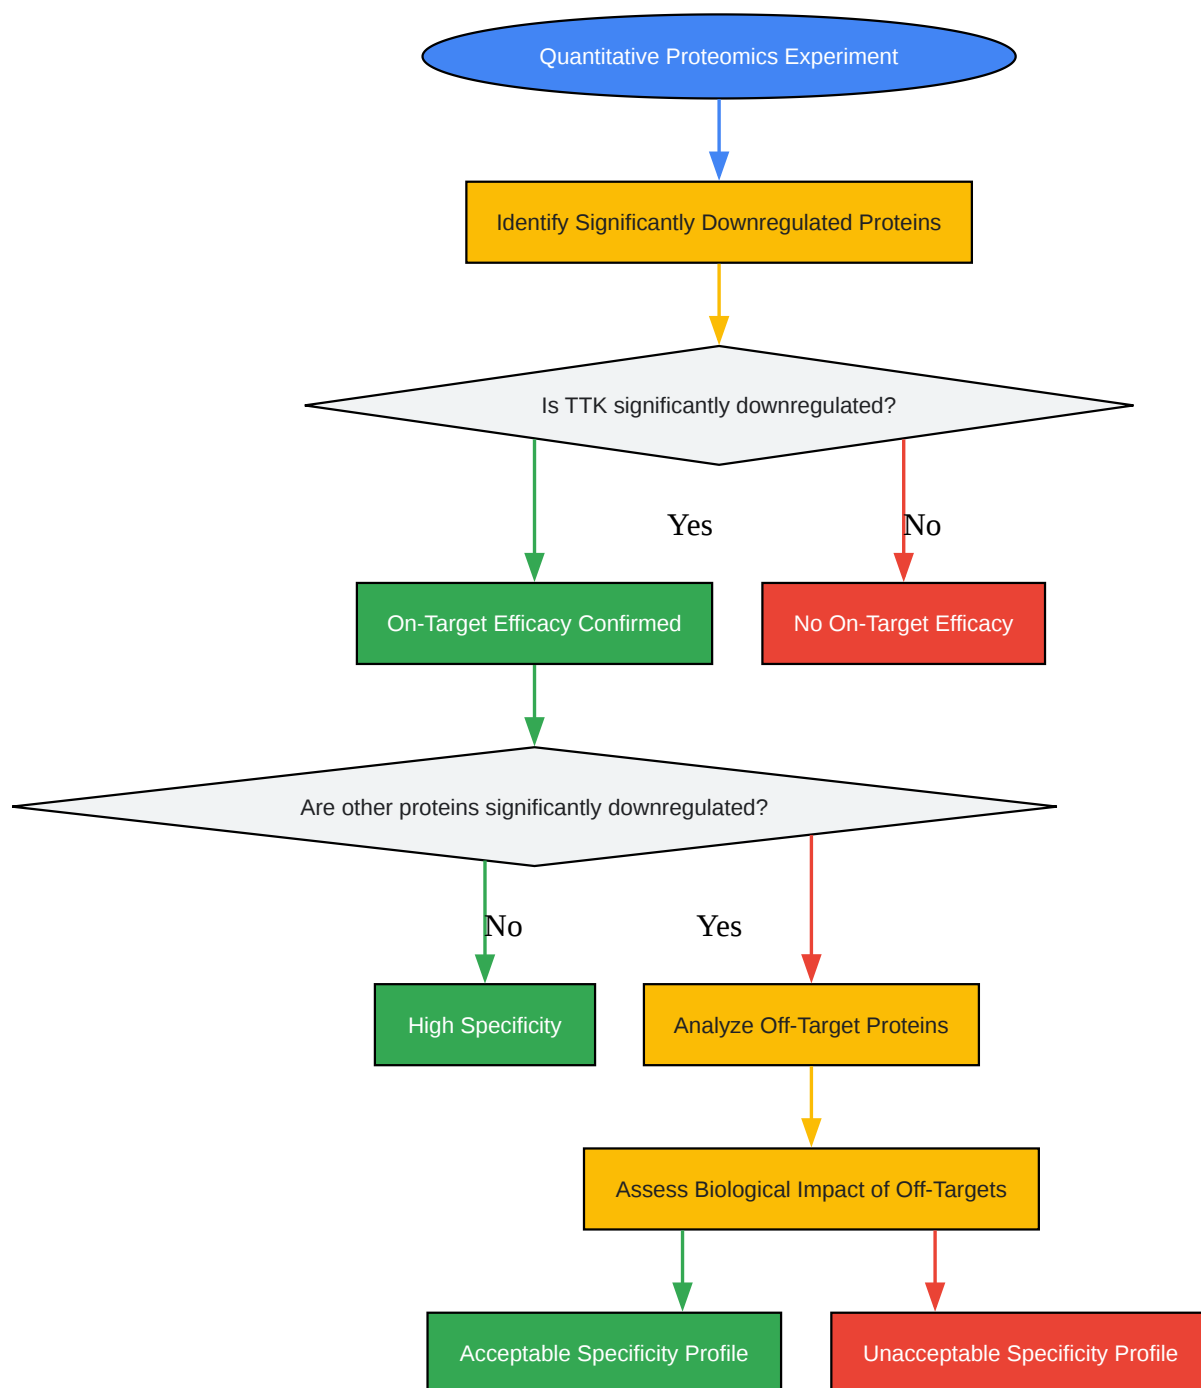 Quantitative Proteomics Experiment
Identify Significantly Downregulated Proteins
Is TTK significantly downregulated?
Yes
No
On-Target Efficacy Confirmed
No On-Target Efficacy
Are other proteins significantly downregulated?
No
Yes
High Specificity
Analyze Off-Target Proteins
Assess Biological Impact of Off-Targets
Acceptable Specificity Profile
Unacceptable Specificity Profile